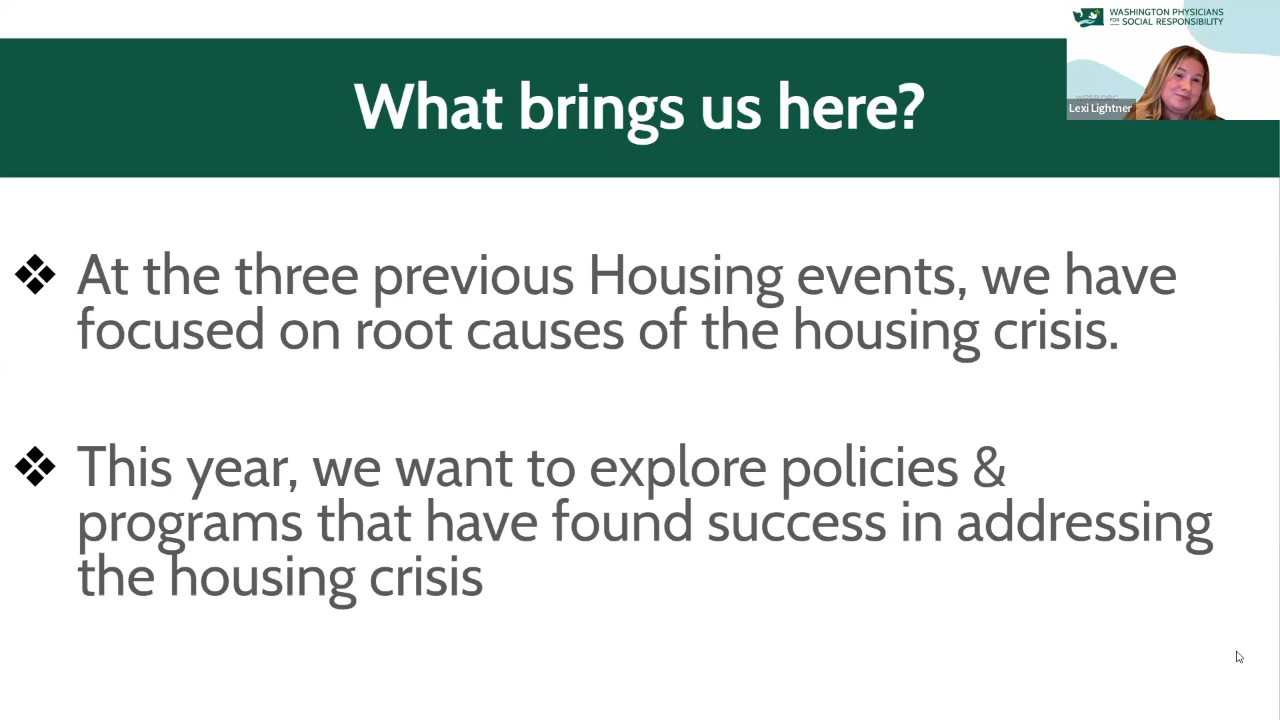 WASHINGTON PHYSICIANS
FOR SOCIAL RESPONSIBILITY
What brings us here?
WPSR.ORG
Lexi Lightner
❖ At the three previous Housing events, we have
focused on root causes of the housing crisis.
❖ This year, we want to explore policies &
programs that have found success in addressing
the housing crisis